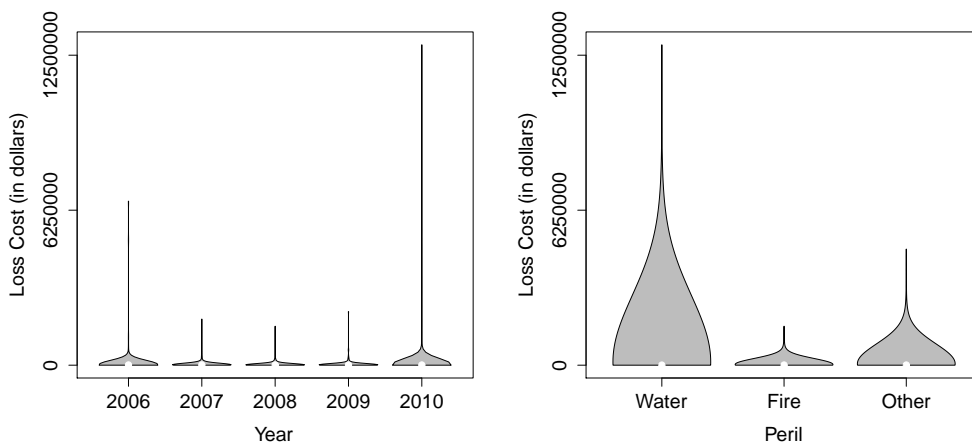 Loss Cost (in dollars)
12500000
6250000
0
2006 2007 2008 2009 2010
Year
Loss Cost (in dollars)
12500000
6250000
0
Water Fire Other
Peril